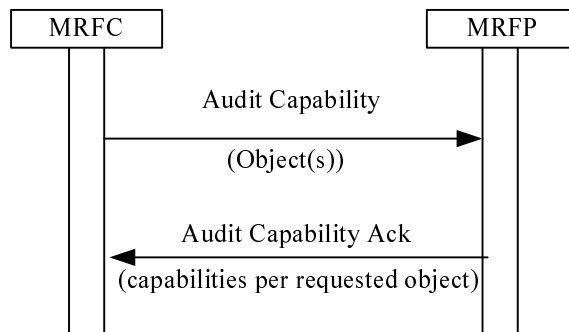 MRFC
MRFP
Audit Capability
(Object(s))
Audit Capability Ack
(capabilities per requested object)